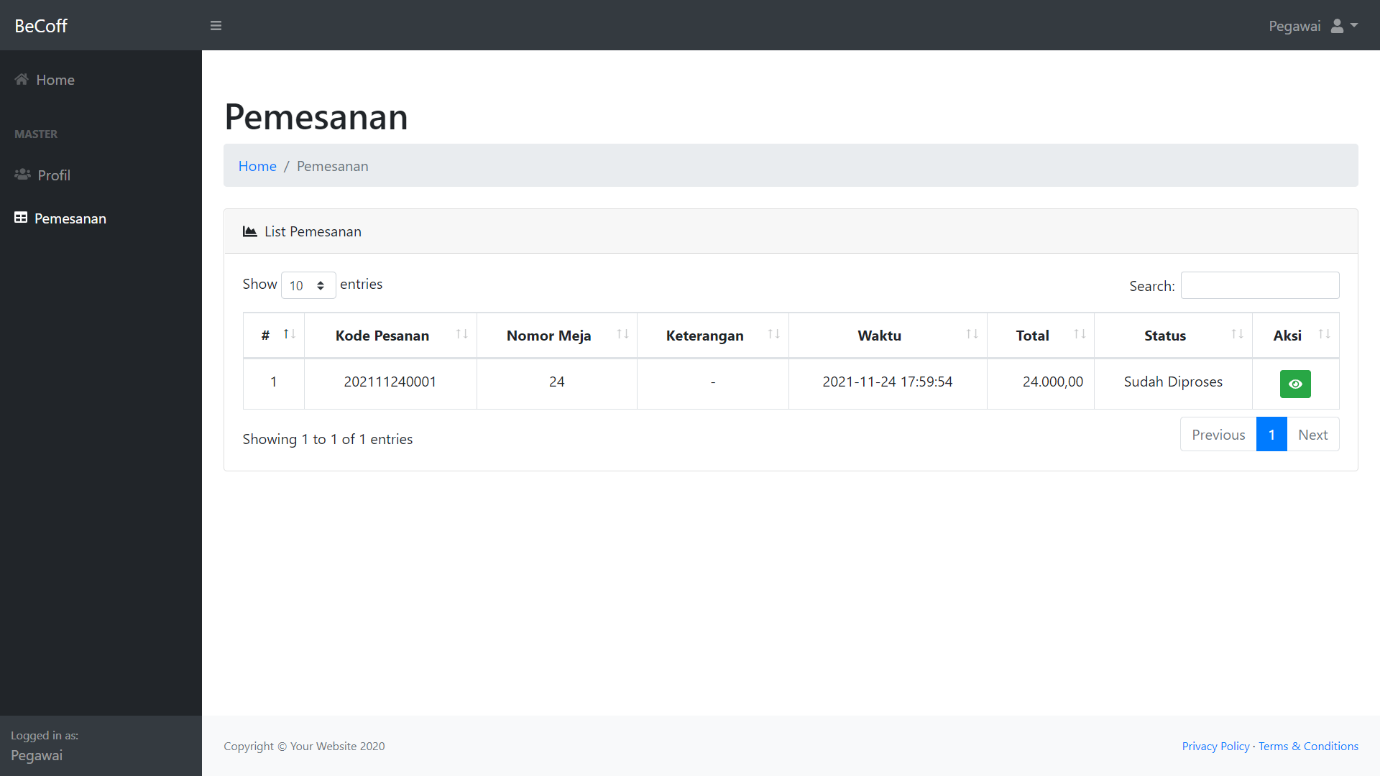 BeCoff
Pegawai
Home
MASTER
Profil
Pemesanan
Pemesanan
Home / Pemesanan
List Pemesanan
Show 10 entries
Search:
# Kode Pesanan Nomor Meja Keterangan Waktu Total Status Aksi
1 202111240001 24 - 2021-11-24 17:59:54 24.000,00 Sudah Diproses
Showing 1 to 1 of 1 entries
Previous 1 Next
Logged in as:
Pegawai
Copyright © Your Website 2020
Privacy Policy · Terms & Conditions